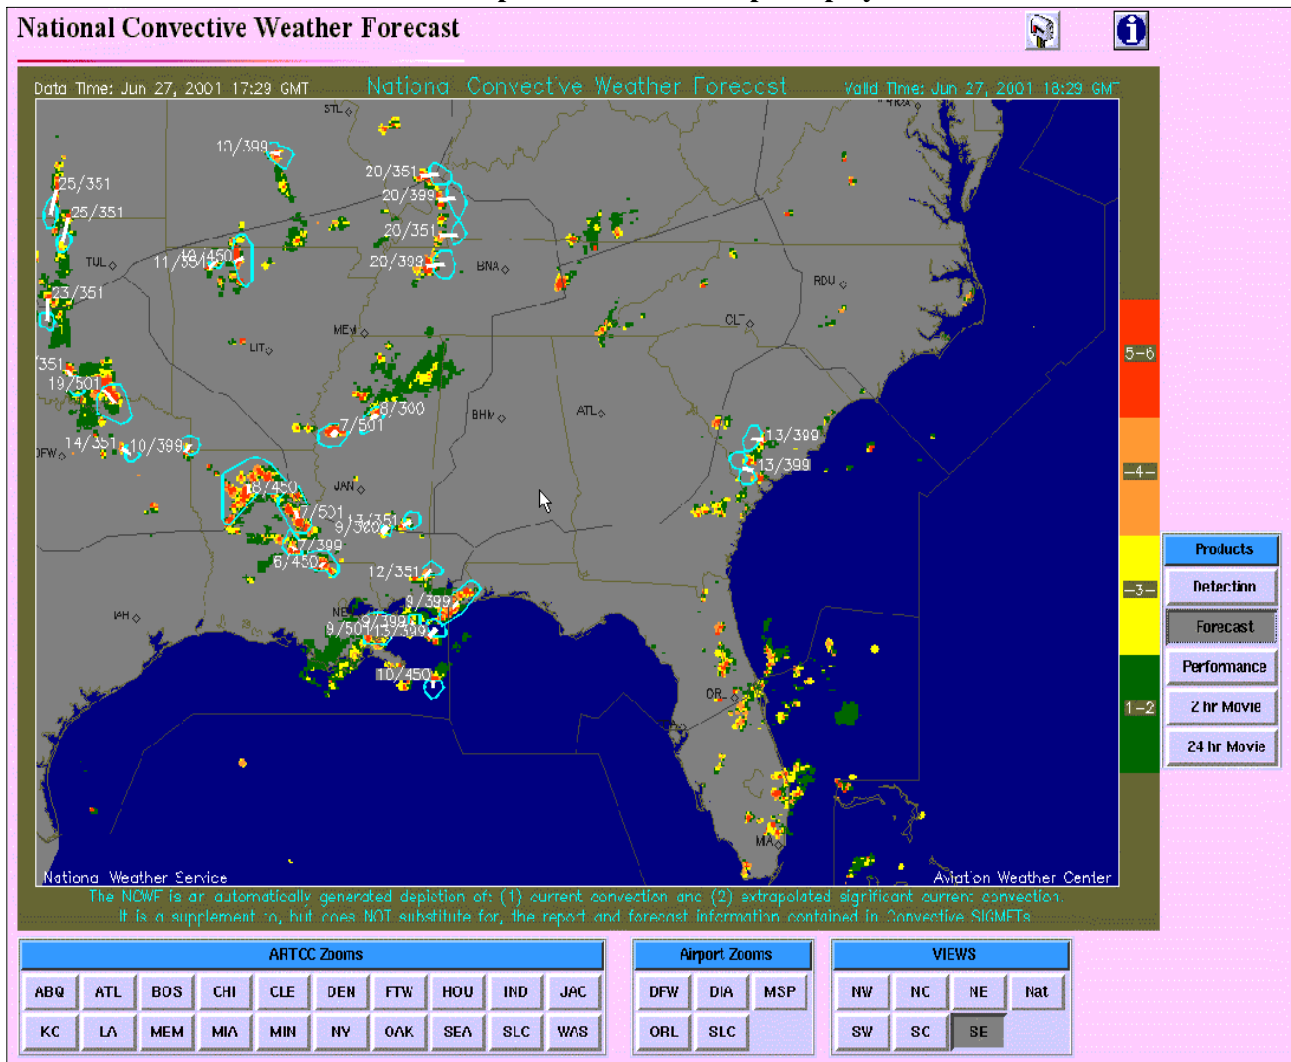 National Convective Weather Forecast
Data Time: Jun 27, 2001 17:29 GMT
National Convective Weather Forecast
Valid Time: Jun 27, 2001 18:29 GMT
STL
10/399
25/351
25/351
20/351
20/399
20/351
20/399
TUL
BNA
RDU
23/351
MEM
CLT
LIT
5-6
19/501
8/300
7/501
BHM
ATL
13/399
14/351
10/399
DFW
13/399
-4-
8/450
JAN
7/501
7/399
6/450
12/351
-3-
Products
Detection
Forecast
Performance
2 hr Movie
24 hr Movie
IAH
9/399
9/399
9/501
13/399
10/450
ORL
1-2
MIA
National Weather Service
Aviation Weather Center
The NCWF is an automatically generated depiction of: (1) current convection and (2) extrapolated significant current convection.
It is a supplement to, but does NOT substitute for, the report and forecast information contained in Convective SIGMETs
ARTCC Zooms
ABQ ATL BOS CHI CLE DEN FTW HOU IND JAC
KC LA MEM MIA MIN NY OAK SEA SLC WAS
Airport Zooms
DFW DIA MSP
ORL SLC
VIEWS
NW NC NE Nat
SW SC SE